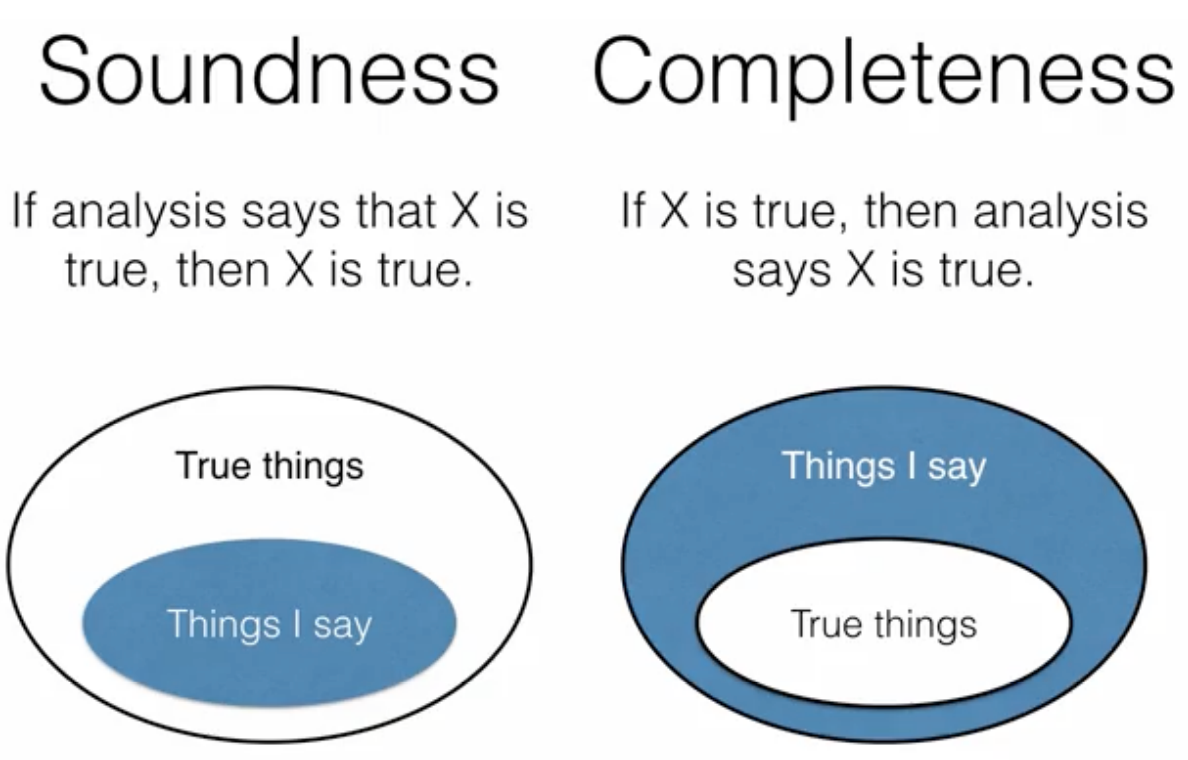 Soundness
If analysis says that X is
true, then X is true.
True things
Things I say
Completeness
If X is true, then analysis
says X is true.
Things I say
True things